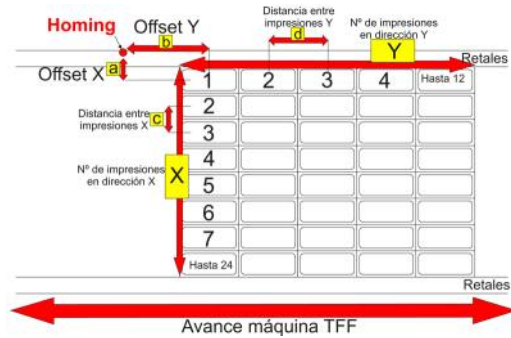 Homing
Offset Y
b
Distancia entre
impresiones Y
d
Nº de impresiones
en dirección Y
Y
Retales
Offset X
a
1
2
3
4
Hasta 12
Distancia entre
impresiones X
c
2
3
Nº de impresiones
en dirección X
X
4
5
6
7
Hasta 24
Retales
Avance máquina TFF